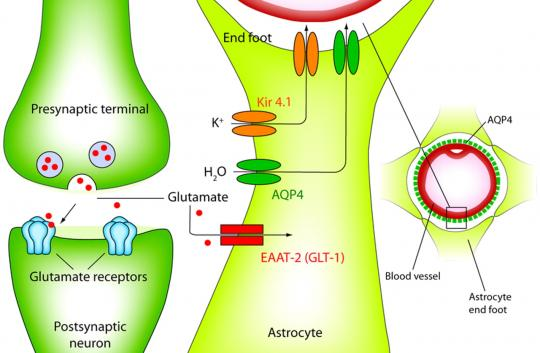 End foot
Presynaptic terminal
Kir 4.1
K⁺
AQP4
H₂O
Glutamate
AQP4
EAAT-2 (GLT-1)
Glutamate receptors
Blood vessel
Astrocyte
end foot
Postsynaptic
neuron
Astrocyte